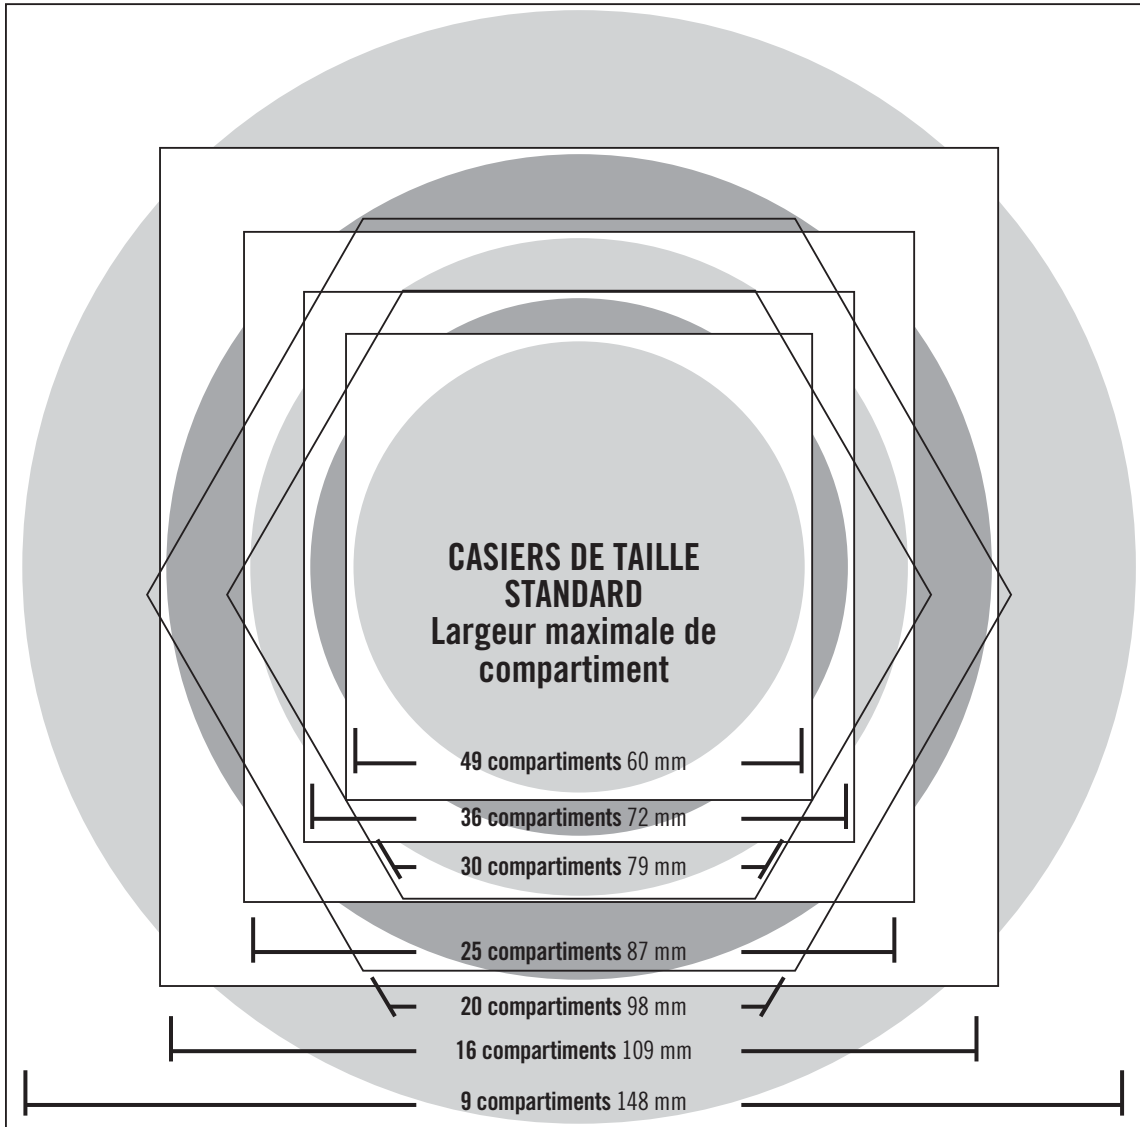 CASIERS DE TAILLE
STANDARD
Largeur maximale de
compartiment
49 compartiments 60 mm
36 compartiments 72 mm
30 compartiments 79 mm
25 compartiments 87 mm
20 compartiments 98 mm
16 compartiments 109 mm
9 compartiments 148 mm